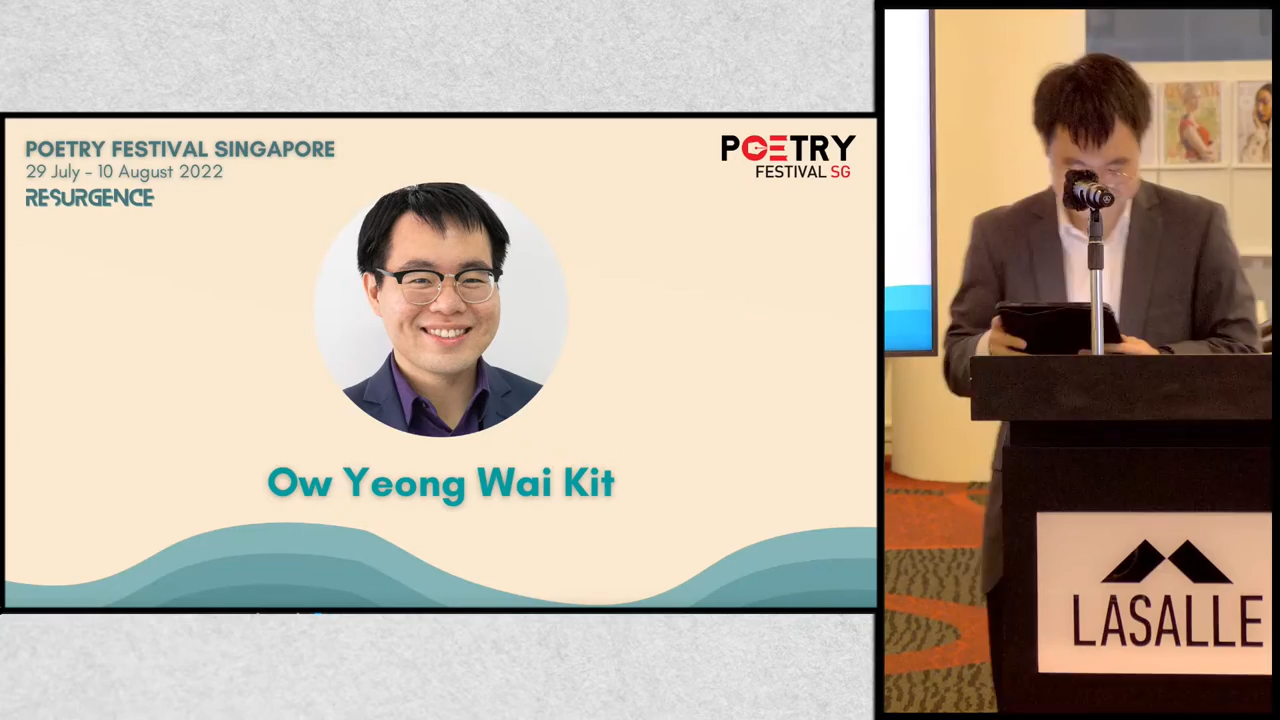 POETRY FESTIVAL SINGAPORE
29 July - 10 August 2022
RESURGENCE
POETRY
FESTIVAL SG
Ow Yeong Wai Kit
LASALLE